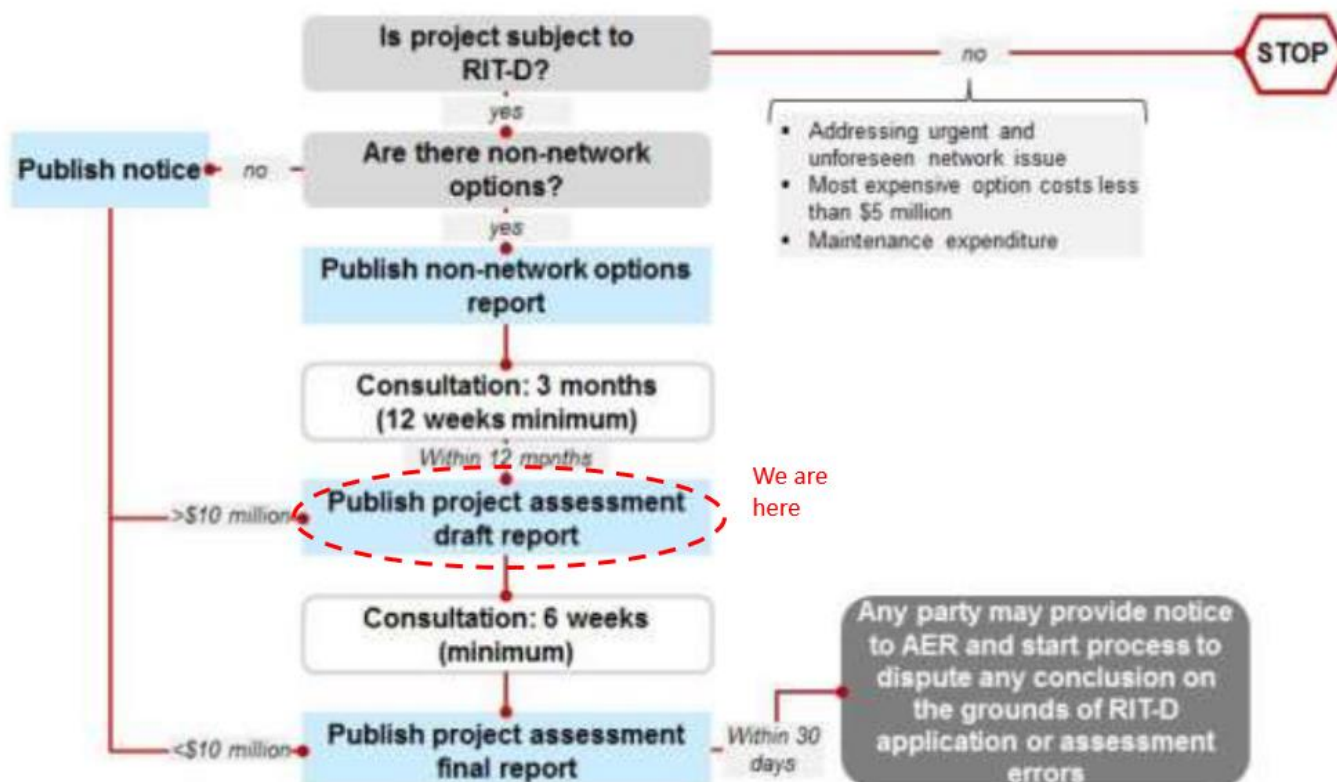 Is project subject to
RIT-D?
no
STOP
yes
▪ Addressing urgent and
unforeseen network issue
▪ Most expensive option costs less
than $5 million
▪ Maintenance expenditure
Publish notice
no
Are there non-network
options?
yes
Publish non-network options
report
Consultation: 3 months
(12 weeks minimum)
Within 12 months
We are
here
>$10 million
Publish project assessment
draft report
Consultation: 6 weeks
(minimum)
Any party may provide notice
to AER and start process to
dispute any conclusion on
the grounds of RIT-D
application or assessment
errors
<$10 million
Publish project assessment
final report
Within 30
days